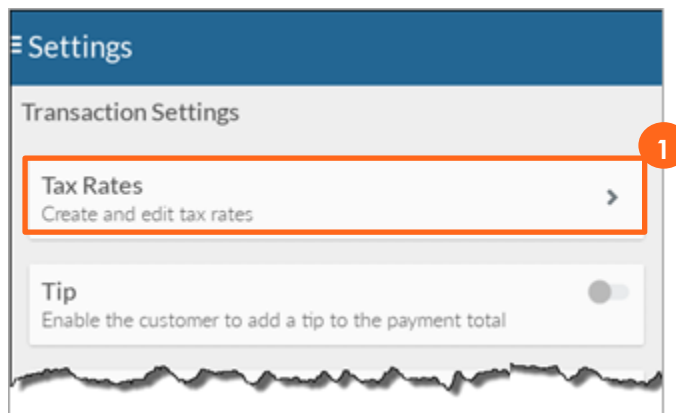 Settings
Transaction Settings
1
Tax Rates
Create and edit tax rates
Tip
Enable the customer to add a tip to the payment total